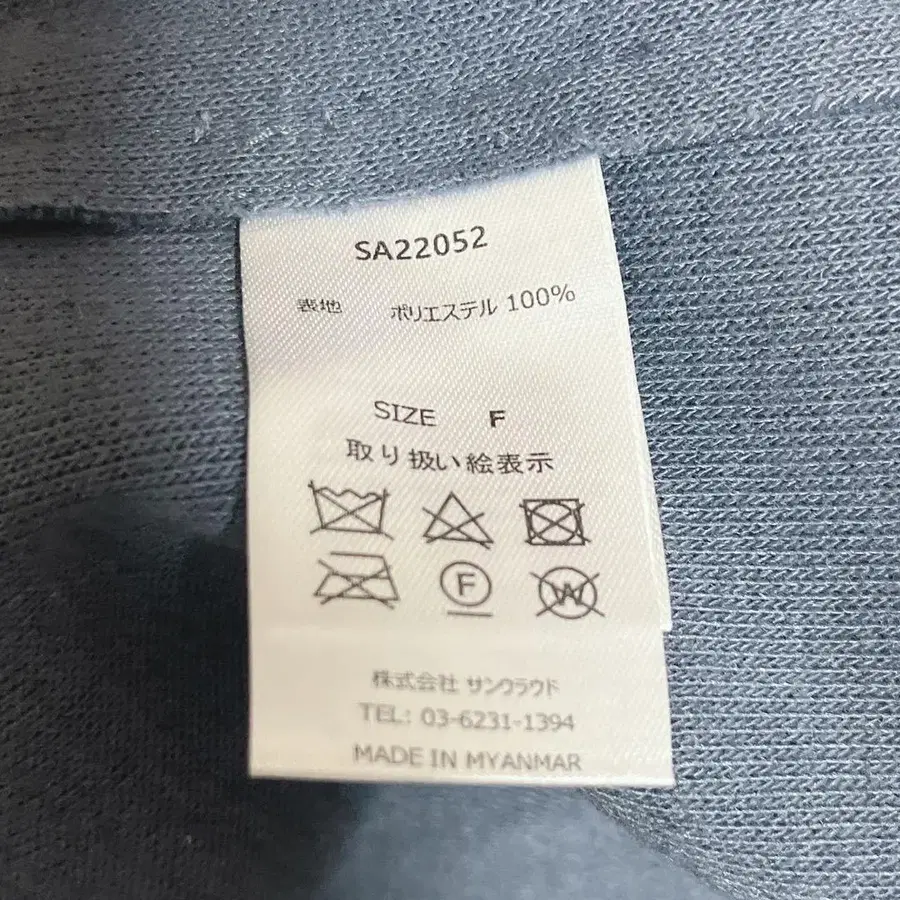 SA22052
表地 ポリエステル 100%
SIZE F
取り扱い絵表示
F W
株式会社 サンクラウド
TEL: 03-6231-1394
MADE IN MYANMAR